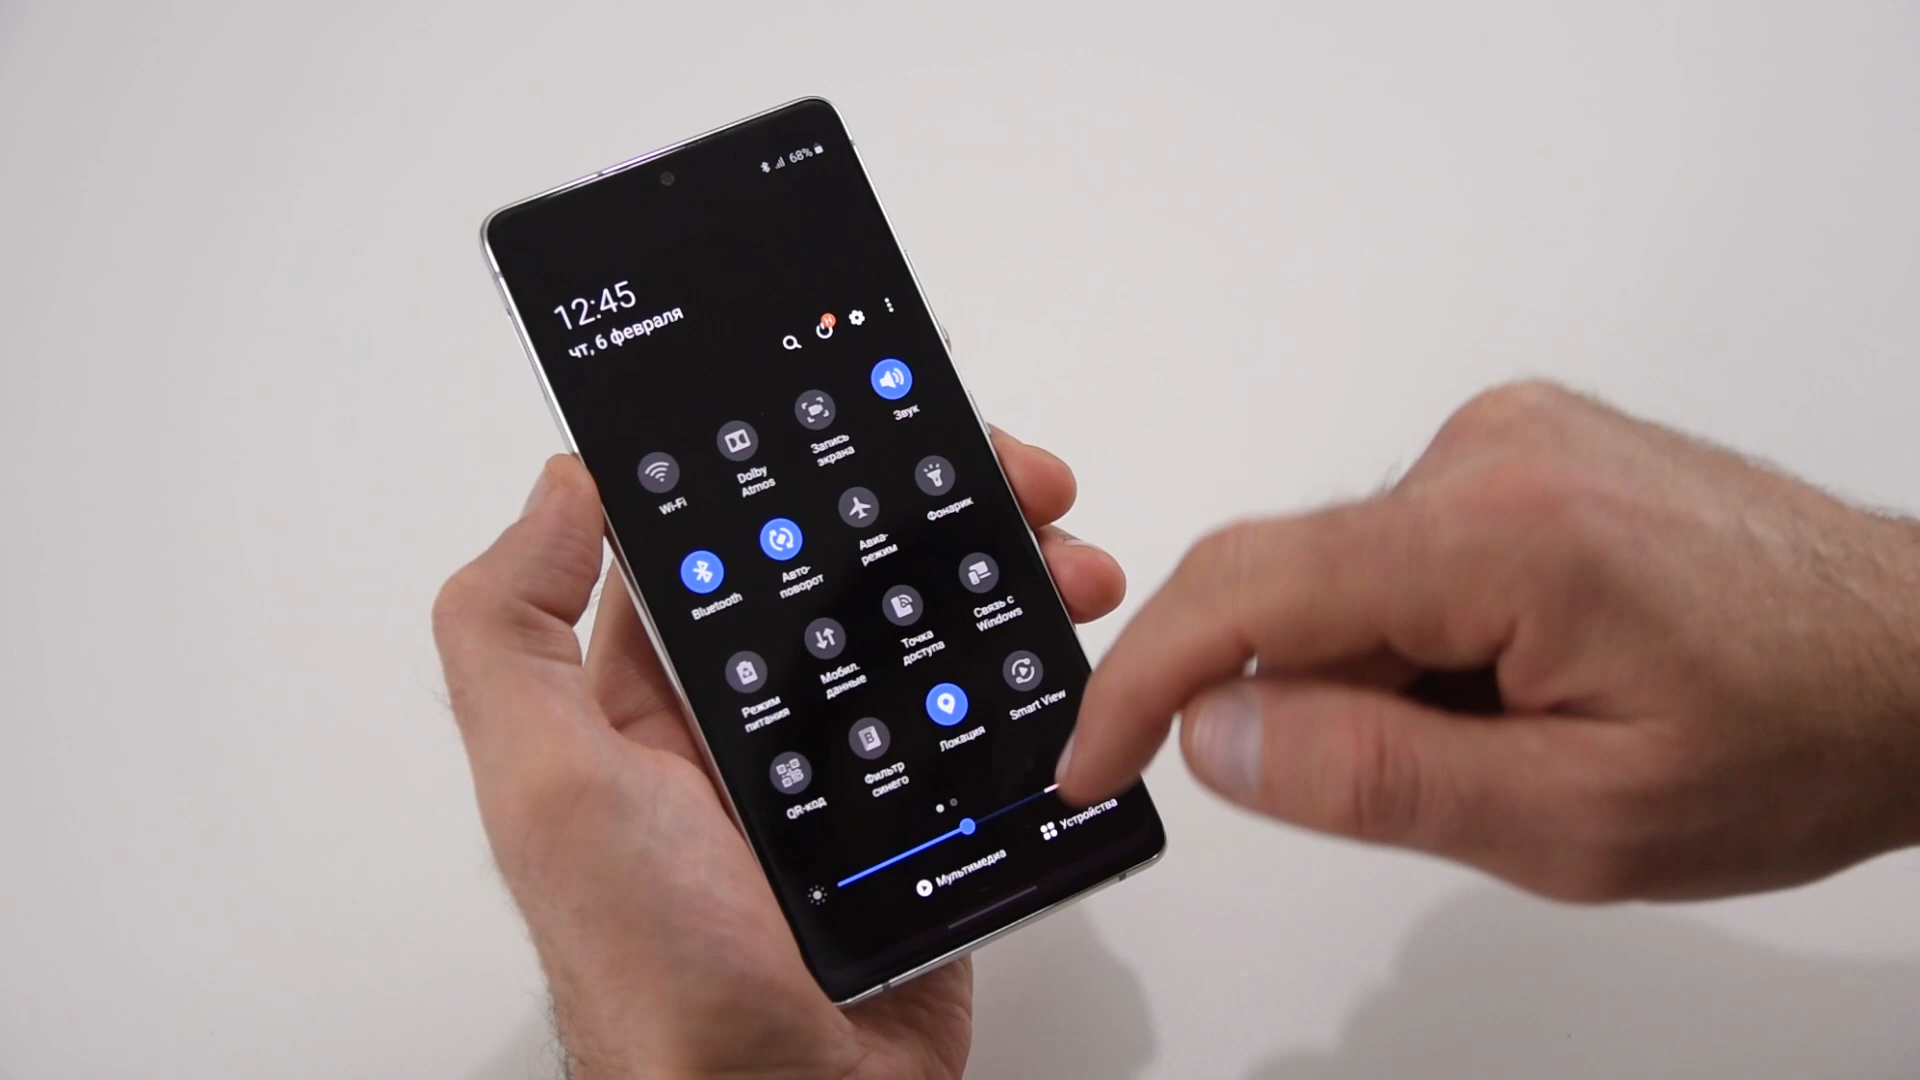 68%
12:45
чт, 6 февраля
H
Wi-Fi
Dolby
Atmos
Запись
экрана
Звук
Bluetooth
Авто-
поворот
Авиа-
режим
Фонарик
Режим
питания
Мобил.
данные
Точка
доступа
Связь с
Windows
QR-код
B
Фильтр
синего
Локация
Smart View
Мультимедиа
Устройства